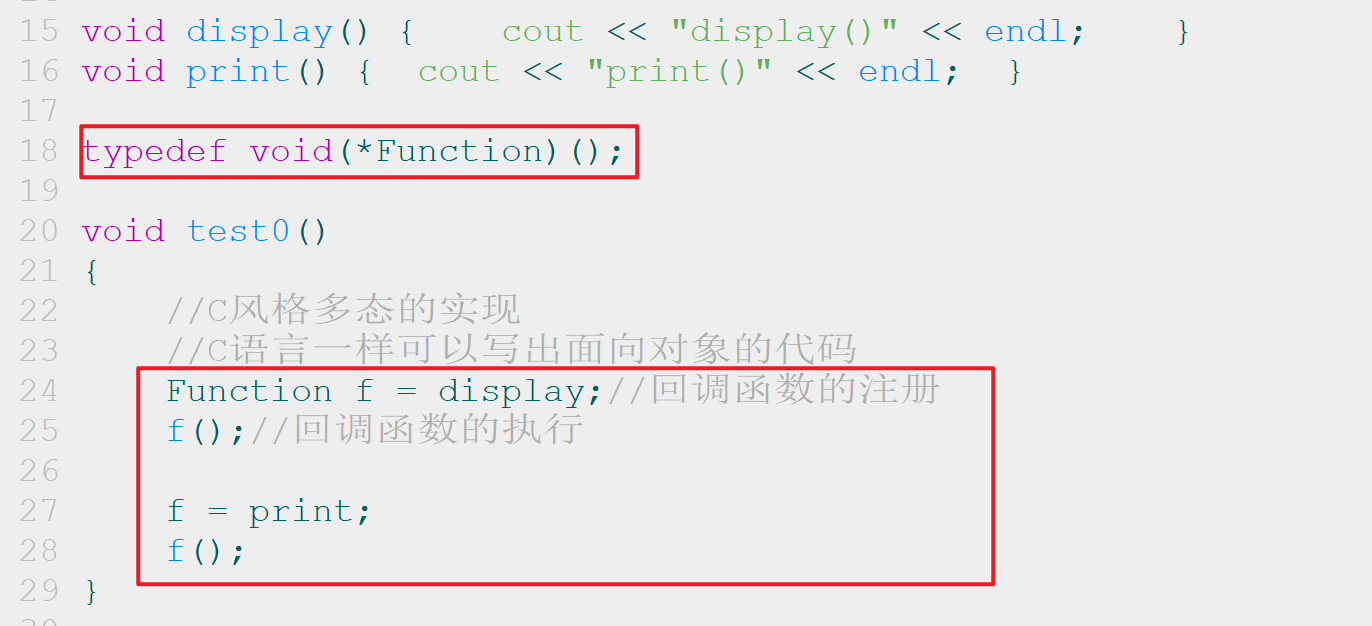 15 void display() {    cout << "display()" << endl;    }
16 void print() {  cout << "print()" << endl;  }
17
18 typedef void(*Function)();
19
20 void test0()
21 {
22     //C风格多态的实现
23     //C语言一样可以写出面向对象的代码
24     Function f = display;//回调函数的注册
25     f();//回调函数的执行
26
27     f = print;
28     f();
29 }